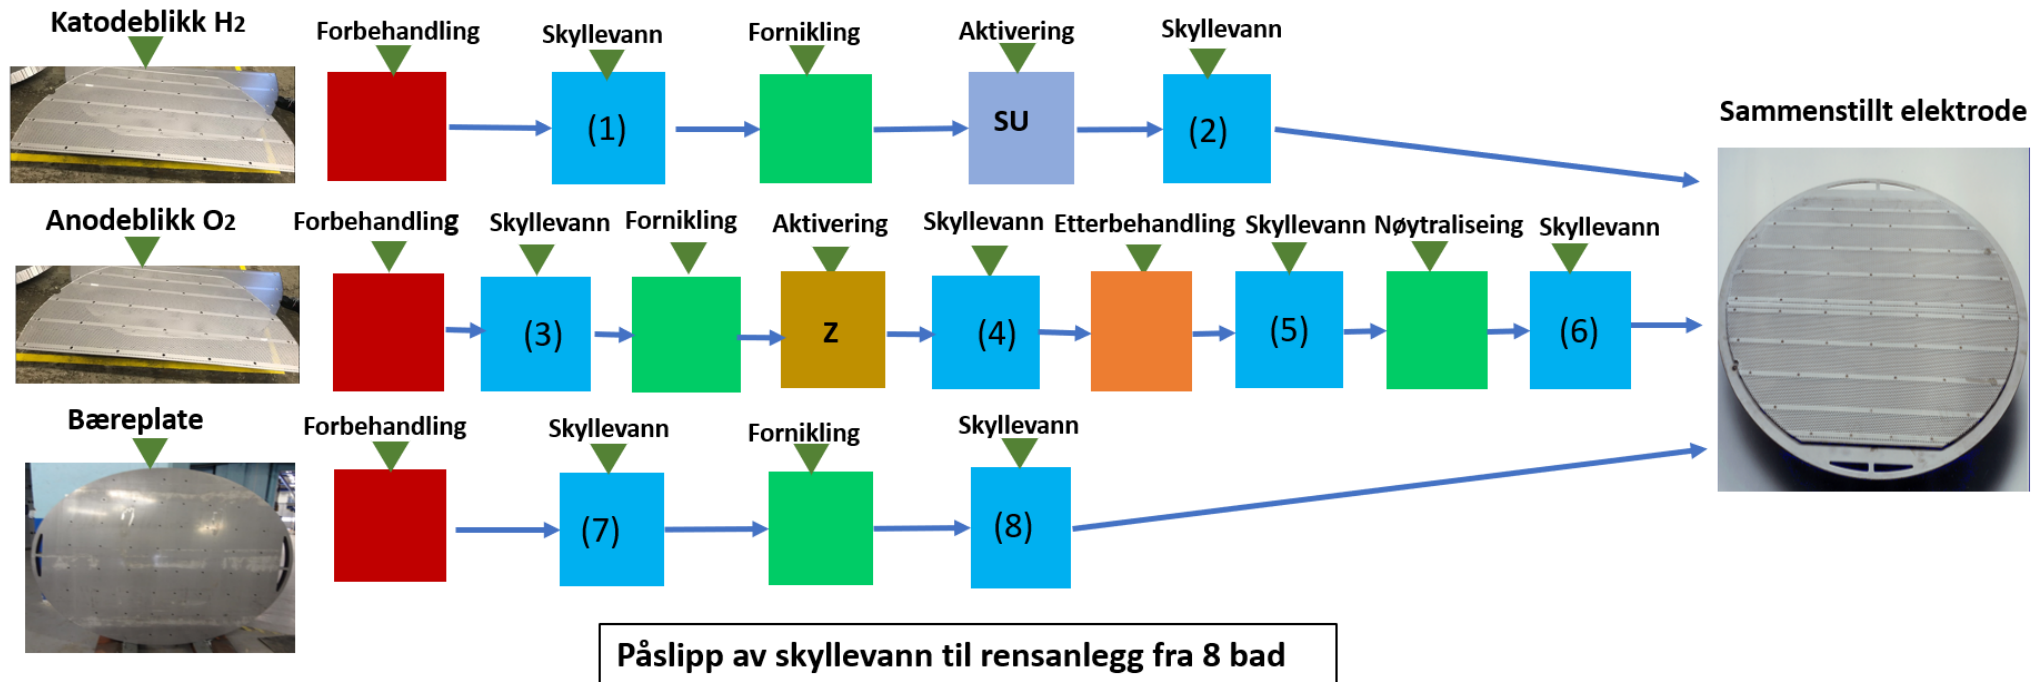 Katodeblikk H2
Forbehandling
Skyllevann
Fornikling
Aktivering
Skyllevann
(1)
SU
(2)
Sammenstillt elektrode
Anodeblikk O2
Forbehandling
Skyllevann
Fornikling
Aktivering
Skyllevann
Etterbehandling
Skyllevann
Nøytraliseing
Skyllevann
(3)
Z
(4)
(5)
(6)
Bæreplate
Forbehandling
Skyllevann
Fornikling
Skyllevann
(7)
(8)
Påslipp av skyllevann til rensanlegg fra 8 bad